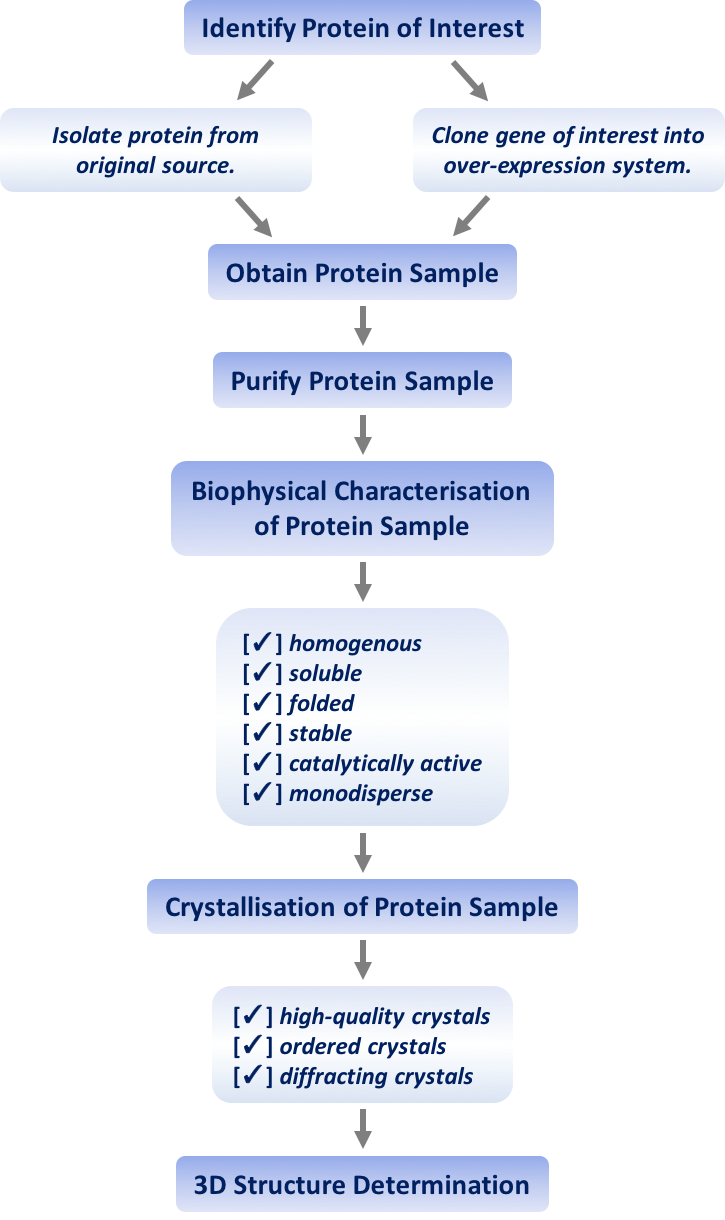 Identify Protein of Interest
Isolate protein from
original source.
Clone gene of interest into
over-expression system.
Obtain Protein Sample
Purify Protein Sample
Biophysical Characterisation
of Protein Sample
[✓] homogenous
[✓] soluble
[✓] folded
[✓] stable
[✓] catalytically active
[✓] monodisperse
Crystallisation of Protein Sample
[✓] high-quality crystals
[✓] ordered crystals
[✓] diffracting crystals
3D Structure Determination